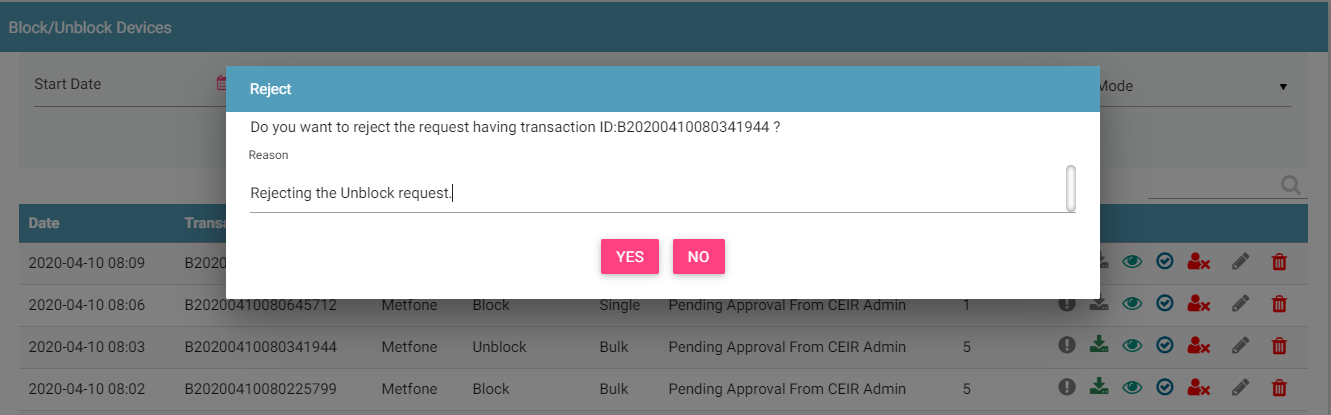 Block/Unblock Devices
Start Date
Mode
Reject
Do you want to reject the request having transaction ID:B20200410080341944 ?
Reason
Rejecting the Unblock request.
YES NO
Date
2020-04-10 08:09
2020-04-10 08:06 B20200410080645712 Metfone Block Single Pending Approval From CEIR Admin 1
2020-04-10 08:03 B20200410080341944 Metfone Unblock Bulk Pending Approval From CEIR Admin 5
2020-04-10 08:02 B20200410080225799 Metfone Block Bulk Pending Approval From CEIR Admin 5